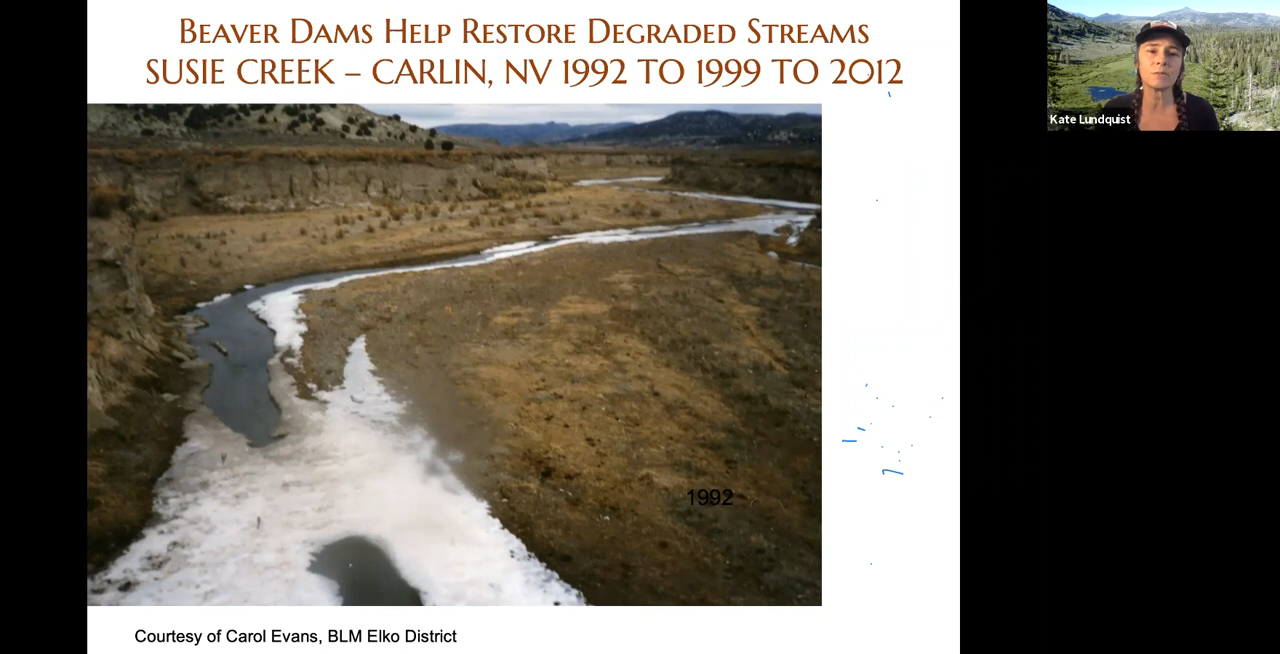 Beaver Dams Help Restore Degraded Streams
SUSIE CREEK – CARLIN, NV 1992 TO 1999 TO 2012
Kate Lundquist
1992
Courtesy of Carol Evans, BLM Elko District